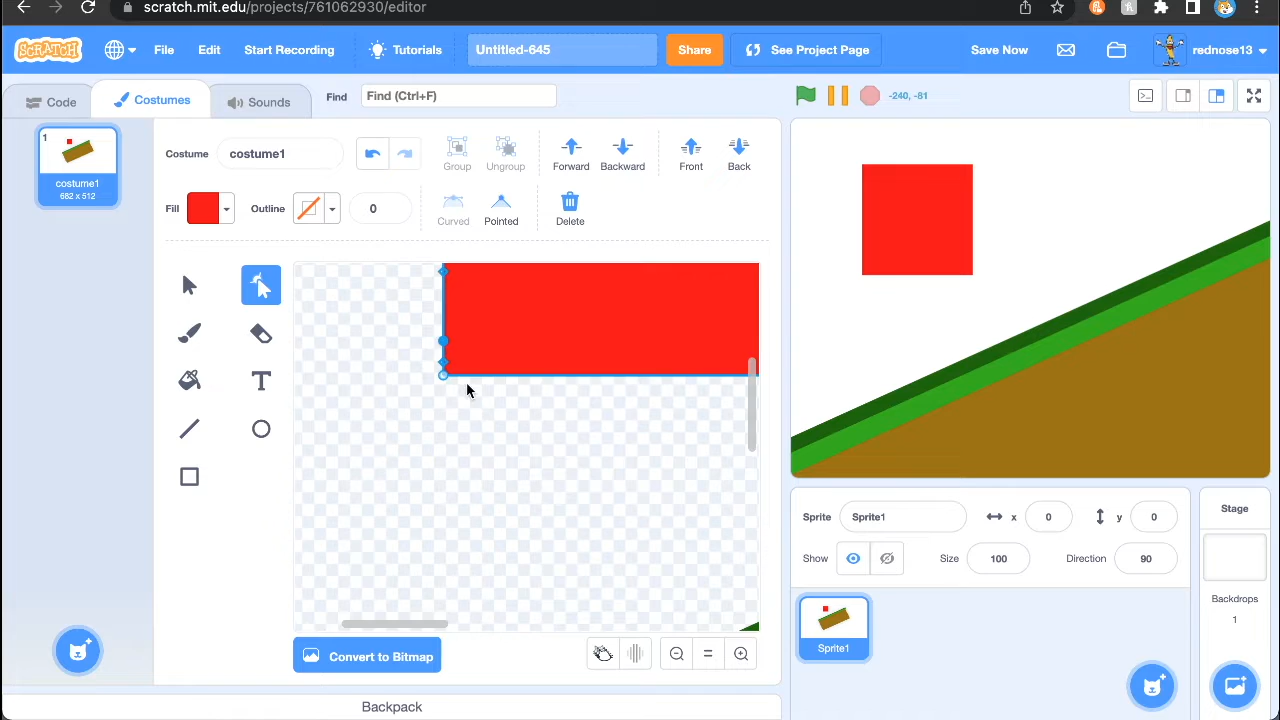 scratch.mit.edu/projects/761062930/editor
SCRATCH
File
Edit
Start Recording
Tutorials
Untitled-645
Share
See Project Page
Save Now
rednose13
Code
Costumes
Sounds
Find
Find (Ctrl+F)
-240, -81
1
costume1
682 x 512
Costume
costume1
Group
Ungroup
Forward
Backward
Front
Back
Fill
Outline
0
Curved
Pointed
Delete
T
Convert to Bitmap
Backpack
Sprite
Sprite1
x
0
y
0
Show
Size
100
Direction
90
Sprite1
Stage
Backdrops
1